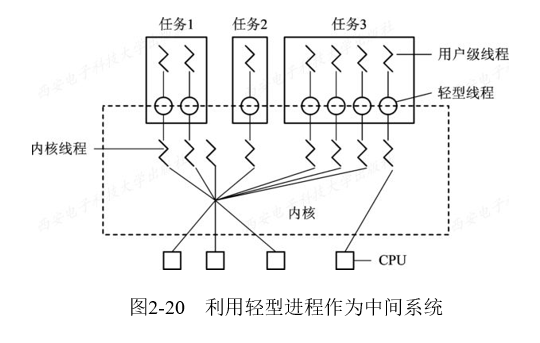 任务1 任务2 任务3
用户级线程
轻型线程
内核线程
内核
CPU
图2-20 利用轻型进程作为中间系统